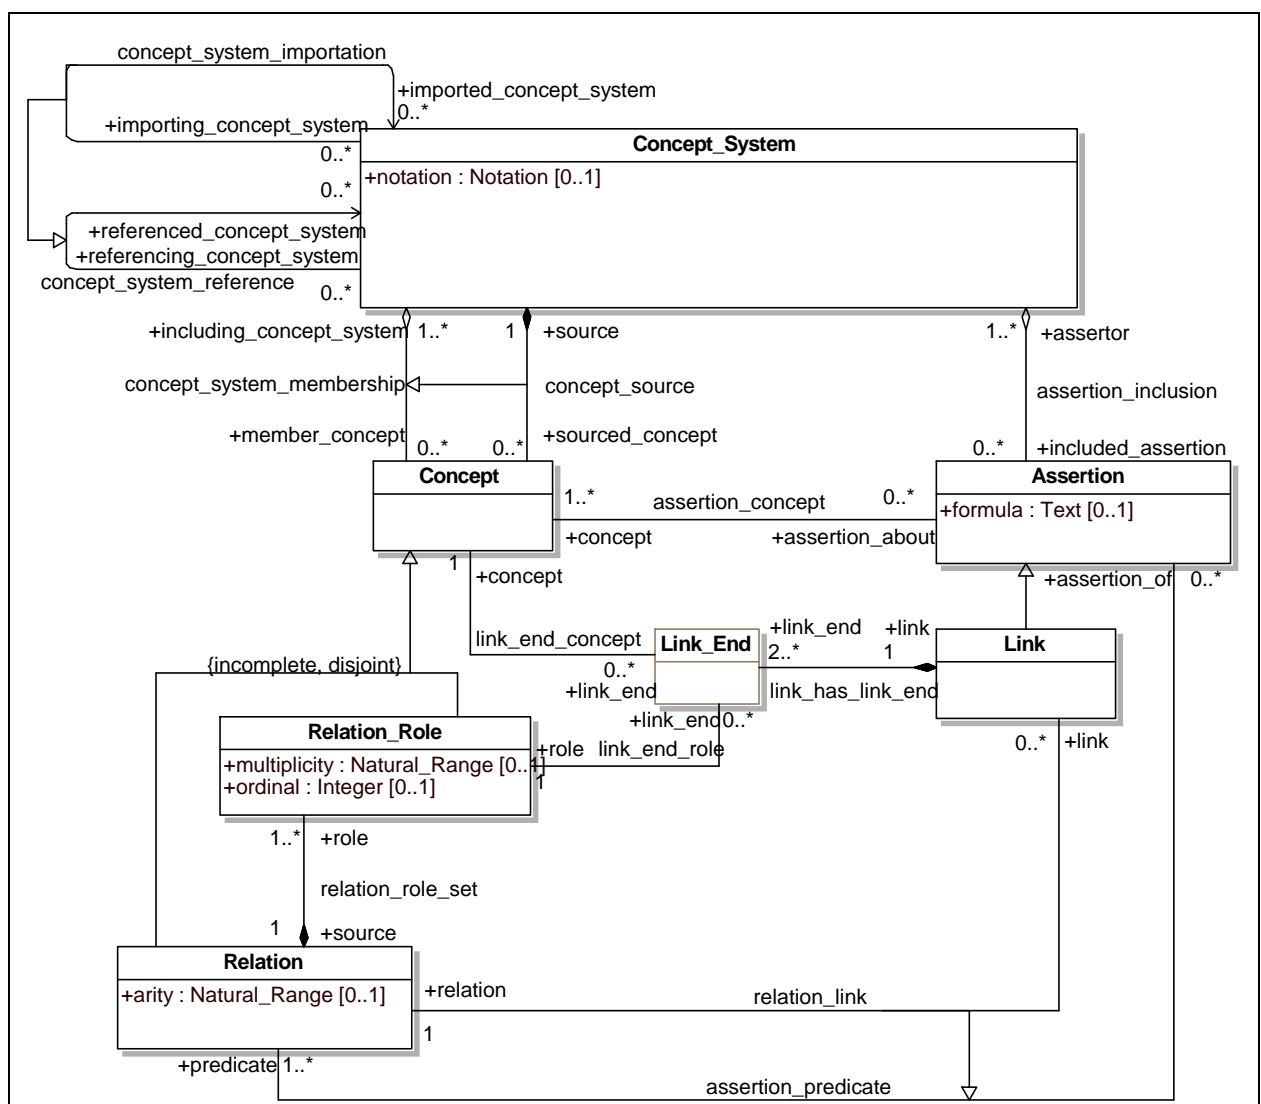 concept_system_importation
+imported_concept_system
0..*
+importing_concept_system
0..*
Concept_System
+notation : Notation [0..1]
0..*
+referenced_concept_system
+referencing_concept_system
concept_system_reference
0..*
+including_concept_system
1..*
1
+source
1..*
+assertor
concept_system_membership
concept_source
assertion_inclusion
+member_concept
0..*
0..*
+sourced_concept
0..*
+included_assertion
Concept
Assertion
+formula : Text [0..1]
1..*
assertion_concept
0..*
+concept
+assertion_about
1
+concept
+assertion_of
0..*
link_end_concept
0..*
+link_end
Link_End
+link_end
2..*
+link
1
link_has_link_end
Link
{incomplete, disjoint}
+link_end
0..*
Relation_Role
+multiplicity : Natural_Range [0..1]
+ordinal : Integer [0..1]
+role
link_end_role
1
0..*
+link
1..*
+role
relation_role_set
1
+source
Relation
+arity : Natural_Range [0..1]
+relation
relation_link
1
+predicate
1..*
assertion_predicate